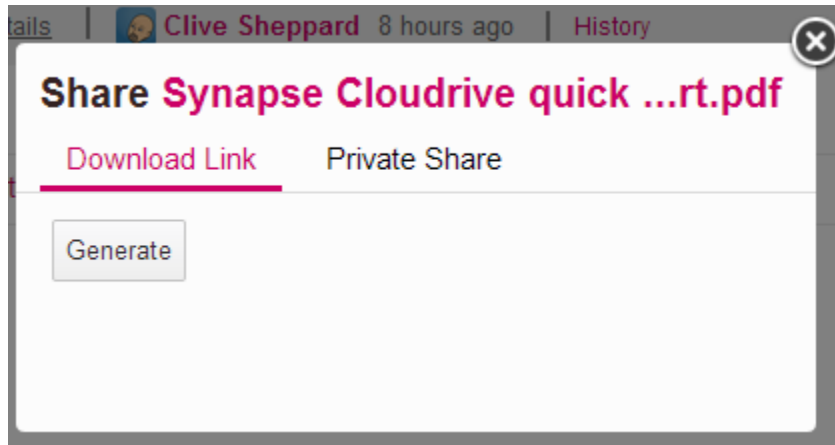 tails | Clive Sheppard 8 hours ago | History
Share Synapse Cloudrive quick ...rt.pdf
Download Link Private Share
t
Generate